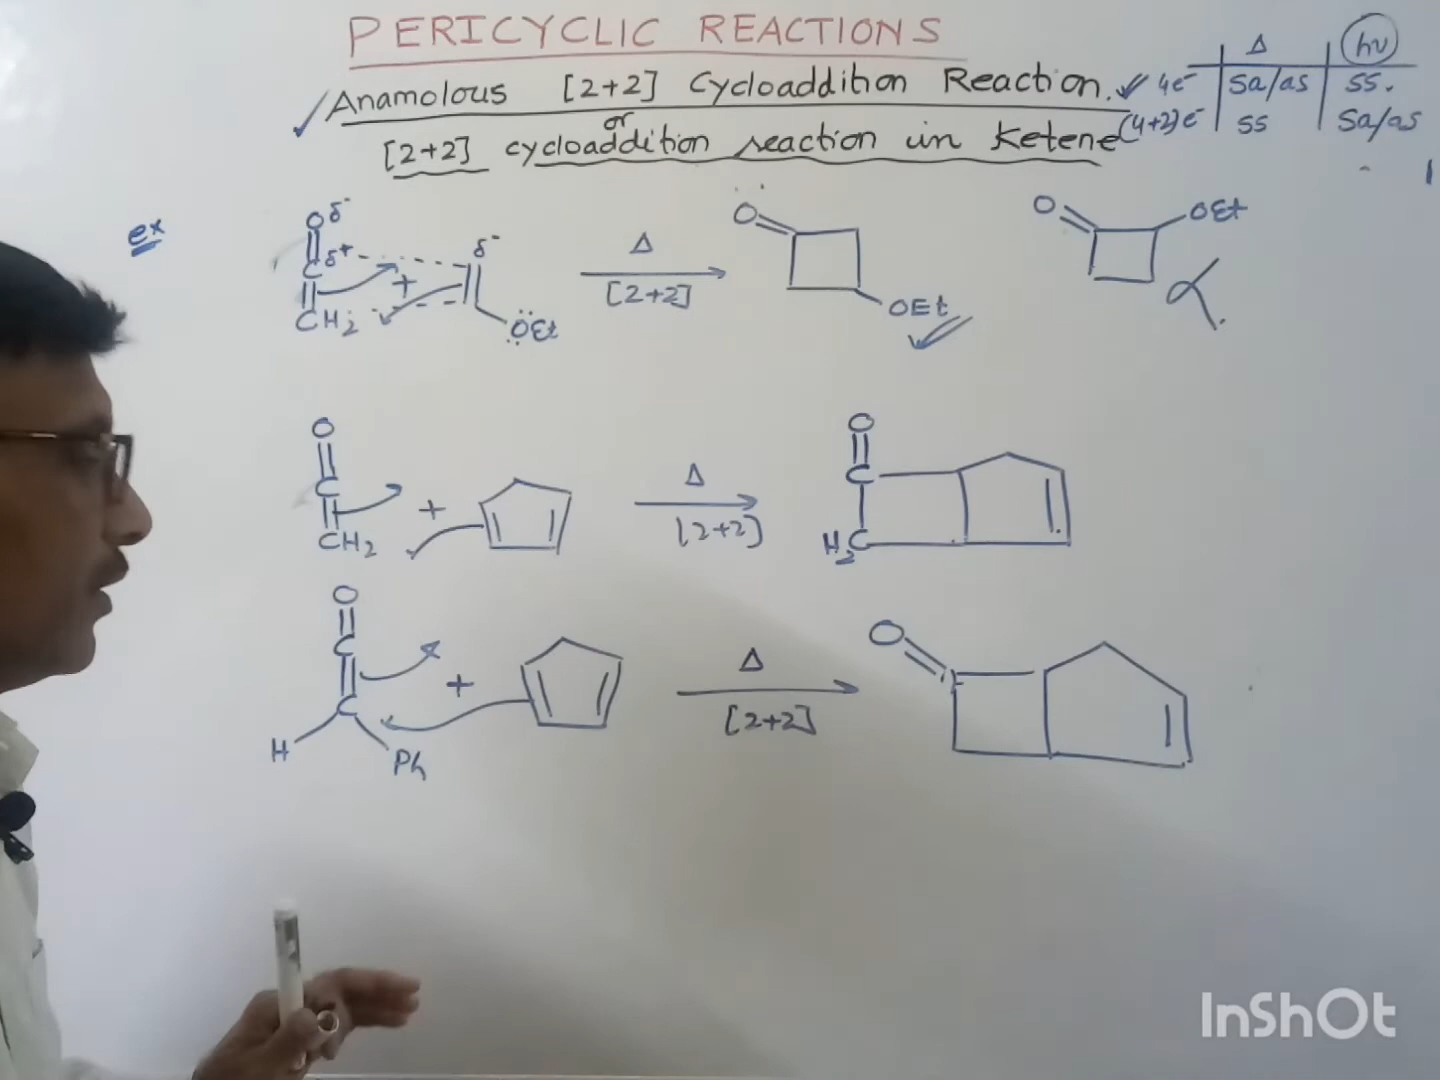 PERICYCLIC REACTIONS
Anamolous [2+2] Cycloaddition Reaction.
or
[2+2] cycloaddition reaction in Ketene
Δ hν
4e⁻ Sa/as SS.
(4+2)e⁻ SS Sa/as
ex
O δ⁻
C δ⁺ + δ⁻
CH₂ ÖEt
Δ
[2+2]
O
OEt
O OEt
O
C +
CH₂
Δ
[2+2]
O
C
H₂C
O
C
C +
H Ph
Δ
[2+2]
O
InShOt